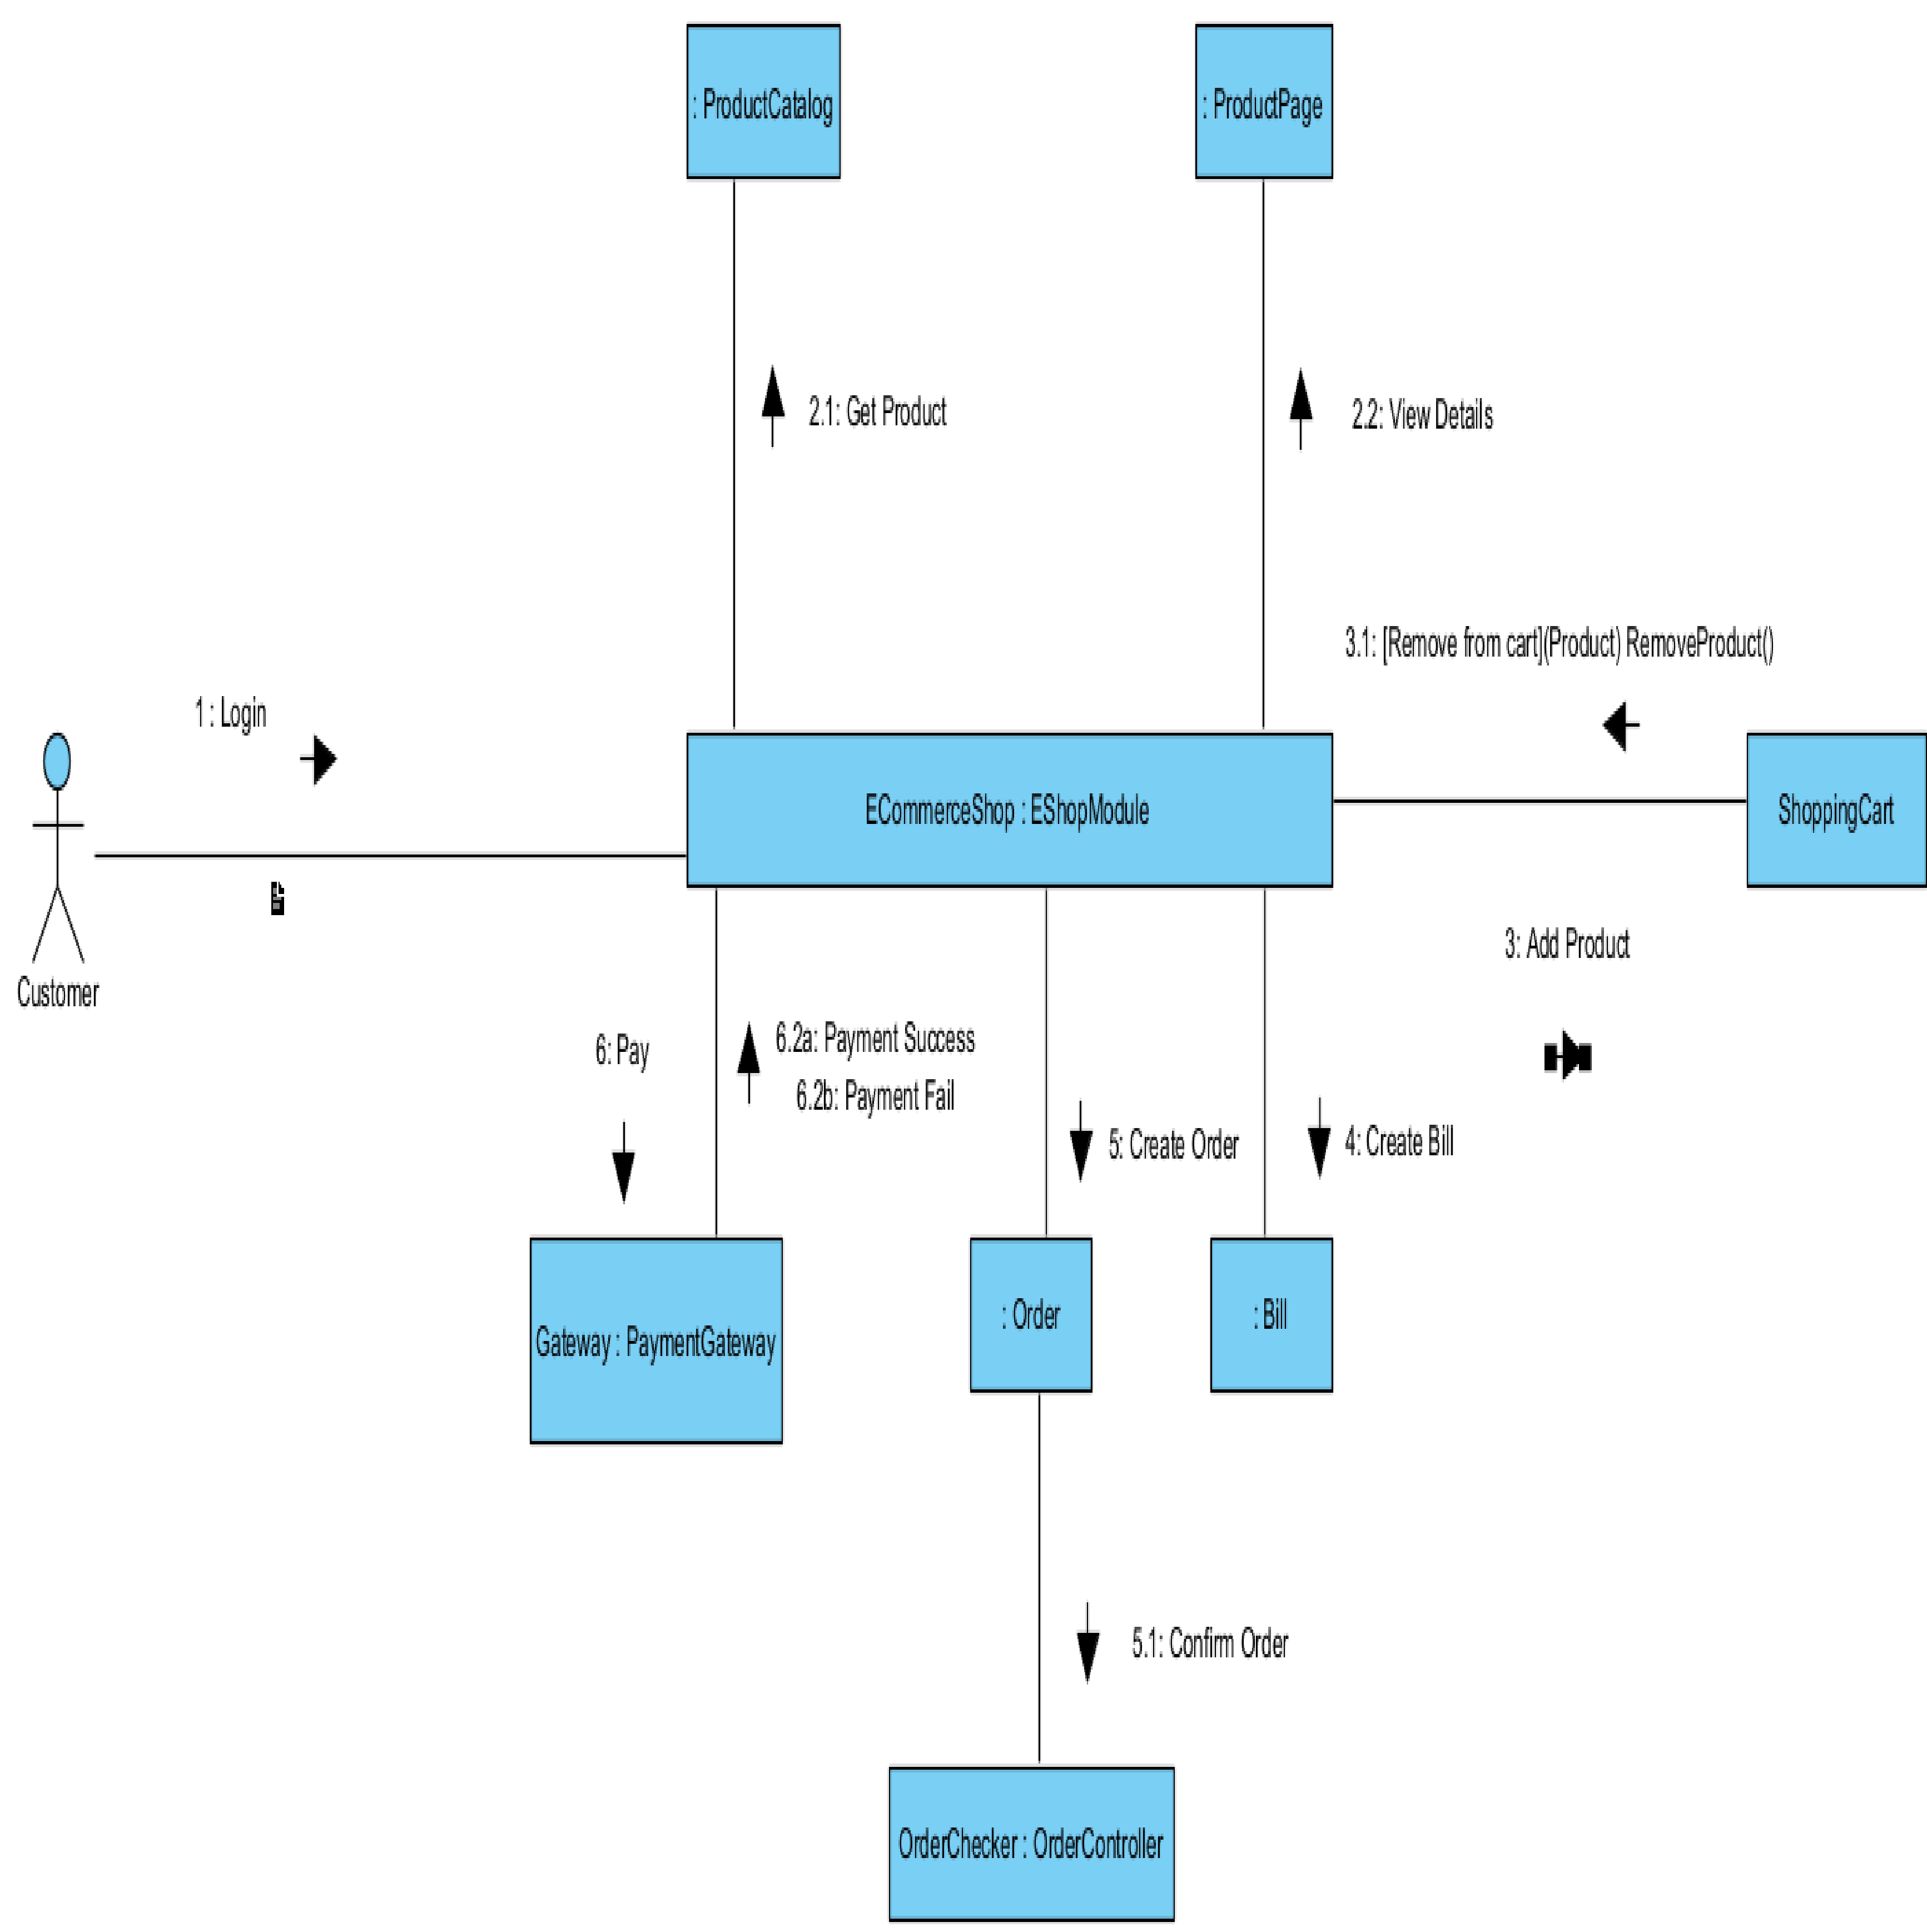 : ProductCatalog
: ProductPage
2.1: Get Product
2.2: View Details
3.1: [Remove from cart](Product) RemoveProduct()
1 : Login
ECommerceShop : EShopModule
ShoppingCart
Customer
3: Add Product
6: Pay
6.2a: Payment Success
6.2b: Payment Fail
5: Create Order
4: Create Bill
Gateway : PaymentGateway
: Order
: Bill
5.1: Confirm Order
OrderChecker : OrderController